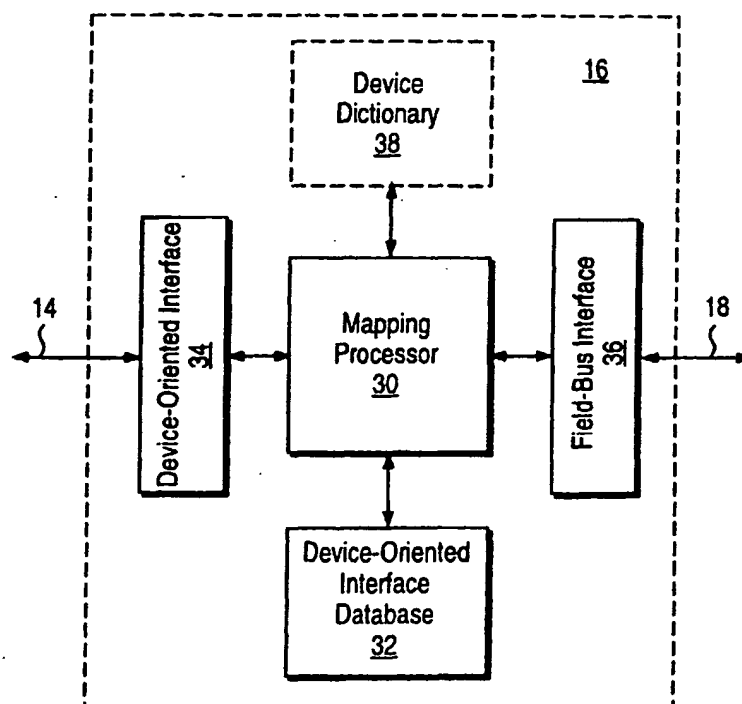 16
Device
Dictionary
38
14
Device-Oriented Interface
34
Mapping
Processor
30
Field-Bus Interface
36
18
Device-Oriented
Interface
Database
32